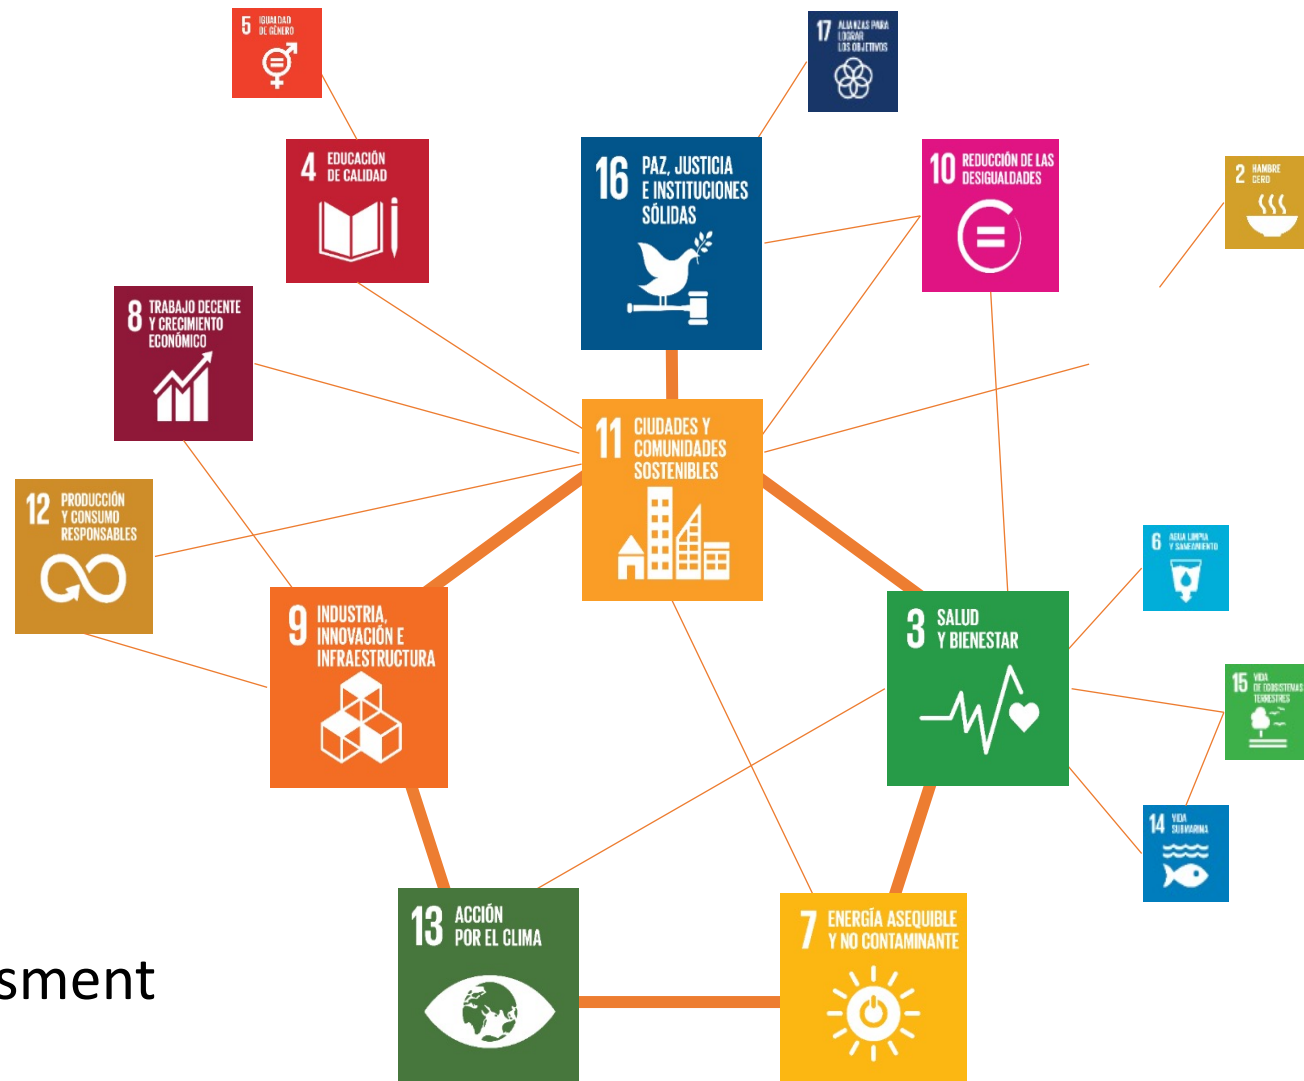 5 IGUALDAD
DE GÉNERO
17 ALIANZAS PARA
LOGRAR
LOS OBJETIVOS
4 EDUCACIÓN
DE CALIDAD
16 PAZ, JUSTICIA
E INSTITUCIONES
SÓLIDAS
10 REDUCCIÓN DE LAS
DESIGUALDADES
2 HAMBRE
CERO
8 TRABAJO DECENTE
Y CRECIMIENTO
ECONÓMICO
11 CIUDADES Y
COMUNIDADES
SOSTENIBLES
12 PRODUCCIÓN
Y CONSUMO
RESPONSABLES
6 AGUA LIMPIA
Y SANEAMIENTO
9 INDUSTRIA,
INNOVACIÓN E
INFRAESTRUCTURA
3 SALUD
Y BIENESTAR
15 VIDA
DE ECOSISTEMAS
TERRESTRES
14 VIDA
SUBMARINA
13 ACCIÓN
POR EL CLIMA
7 ENERGÍA ASEQUIBLE
Y NO CONTAMINANTE
sment